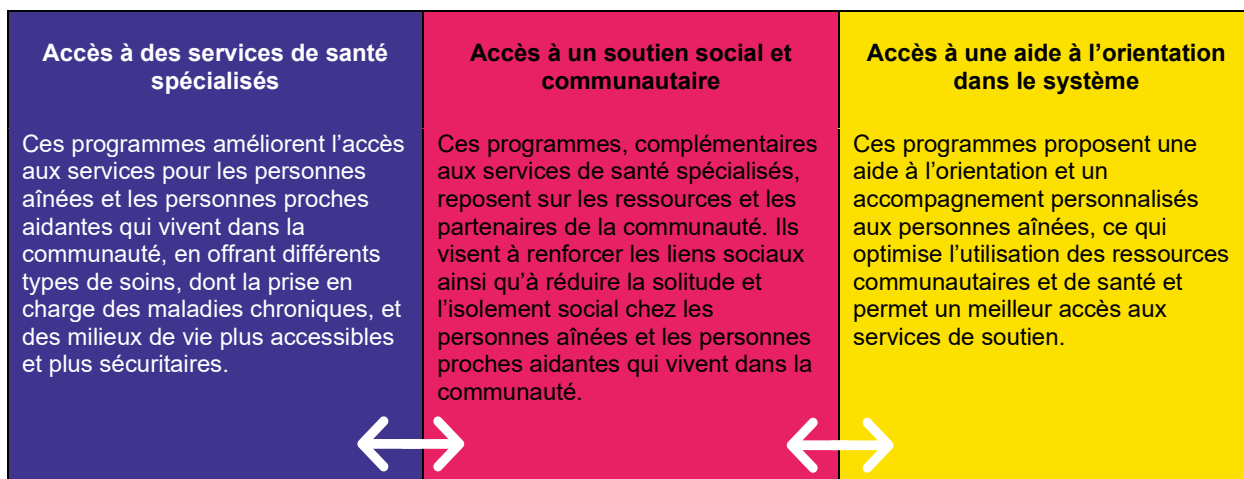 Accès à des services de santé
spécialisés
Ces programmes améliorent l’accès
aux services pour les personnes
aînées et les personnes proches
aidantes qui vivent dans la
communauté, en offrant différents
types de soins, dont la prise en
charge des maladies chroniques, et
des milieux de vie plus accessibles
et plus sécuritaires.
Accès à un soutien social et
communautaire
Ces programmes, complémentaires
aux services de santé spécialisés,
reposent sur les ressources et les
partenaires de la communauté. Ils
visent à renforcer les liens sociaux
ainsi qu’à réduire la solitude et
l’isolement social chez les
personnes aînées et les personnes
proches aidantes qui vivent dans la
communauté.
Accès à une aide à l’orientation
dans le système
Ces programmes proposent une
aide à l’orientation et un
accompagnement personnalisés
aux personnes aînées, ce qui
optimise l’utilisation des ressources
communautaires et de santé et
permet un meilleur accès aux
services de soutien.